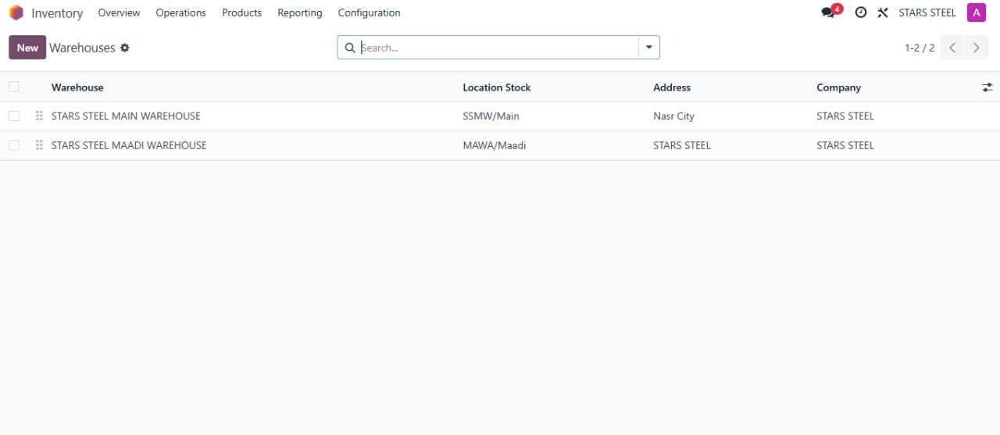 Inventory Overview Operations Products Reporting Configuration 4 STARS STEEL A
New Warehouses Search... 1-2 / 2
Warehouse Location Stock Address Company
STARS STEEL MAIN WAREHOUSE SSMW/Main Nasr City STARS STEEL
STARS STEEL MAADI WAREHOUSE MAWA/Maadi STARS STEEL STARS STEEL